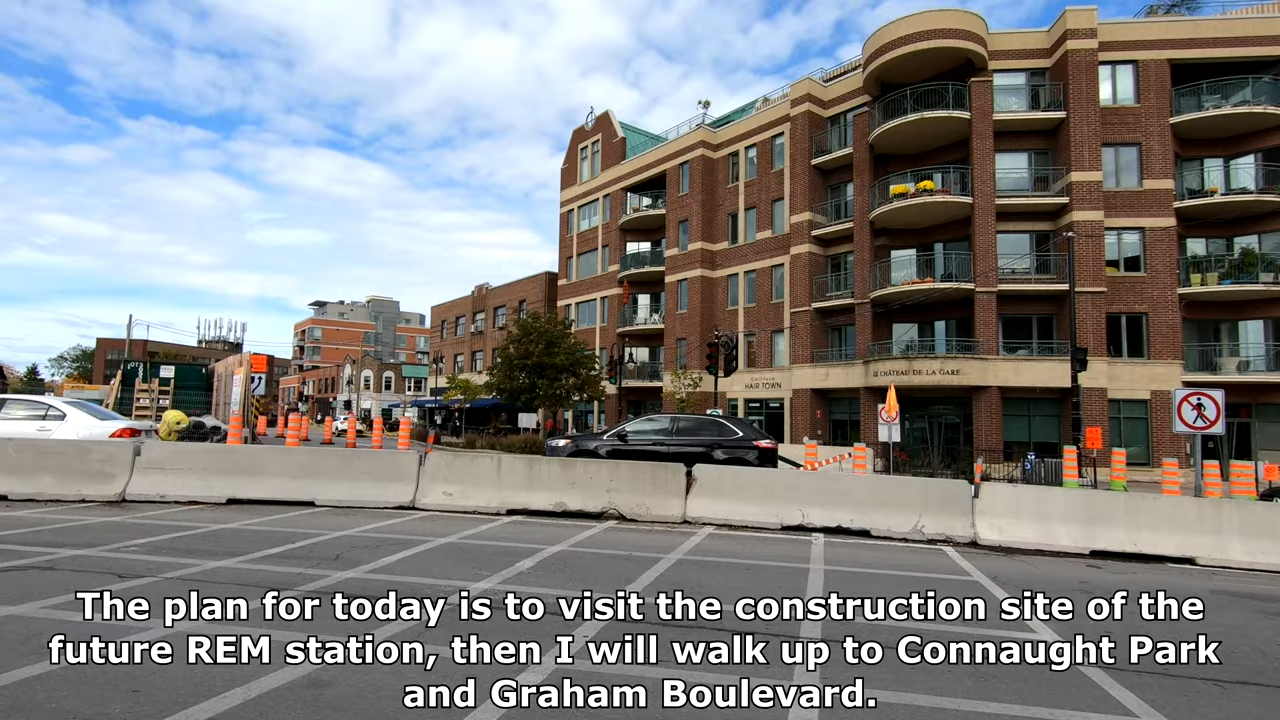 Coiffure
HAIR TOWN
LE CHÂTEAU DE LA GARE
The plan for today is to visit the construction site of the
future REM station, then I will walk up to Connaught Park
and Graham Boulevard.